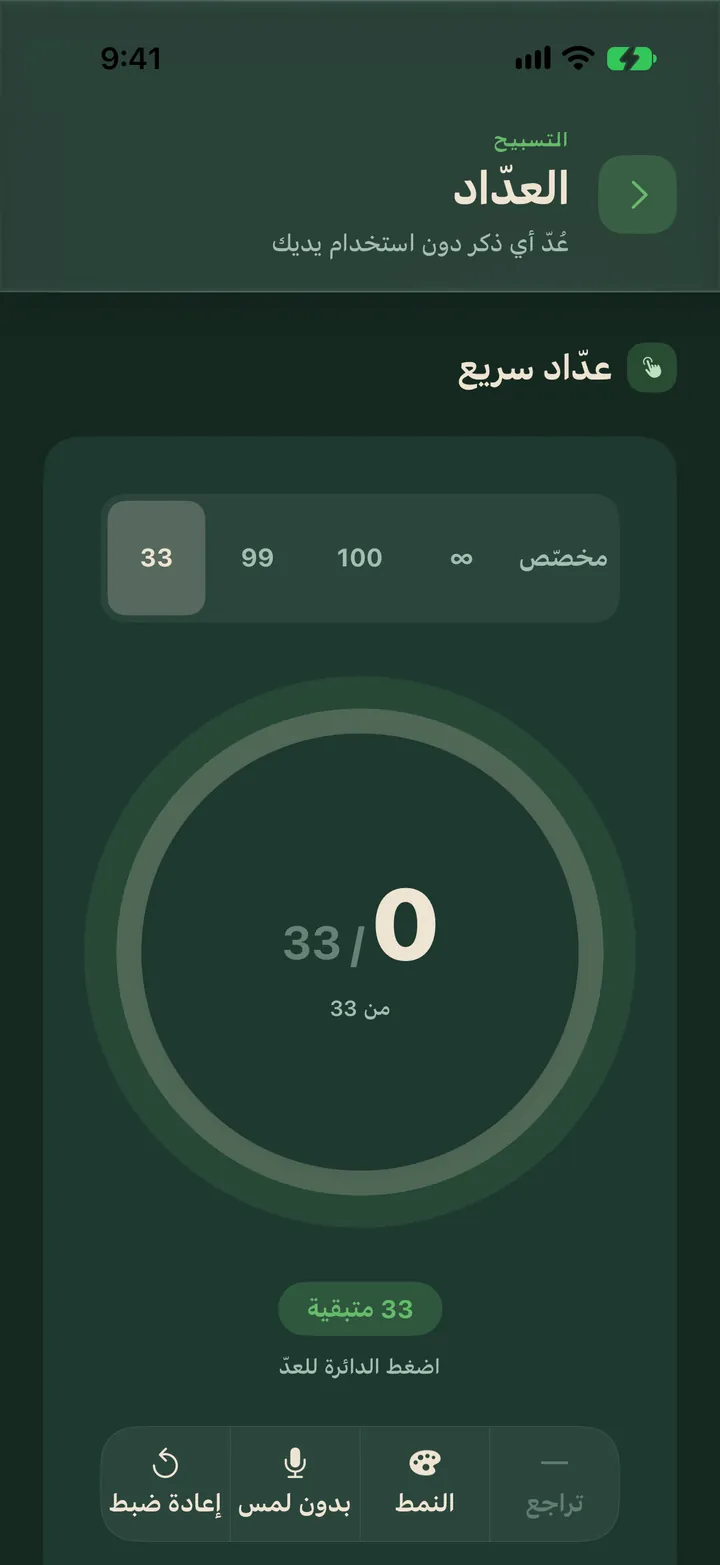 9:41
التسبيح
العدّاد
عُدّ أي ذكر دون استخدام يديك
عدّاد سريع
مخصّص ∞ 100 99 33
0/33
من 33
33 متبقية
اضغط الدائرة للعدّ
تراجع النمط بدون لمس إعادة ضبط